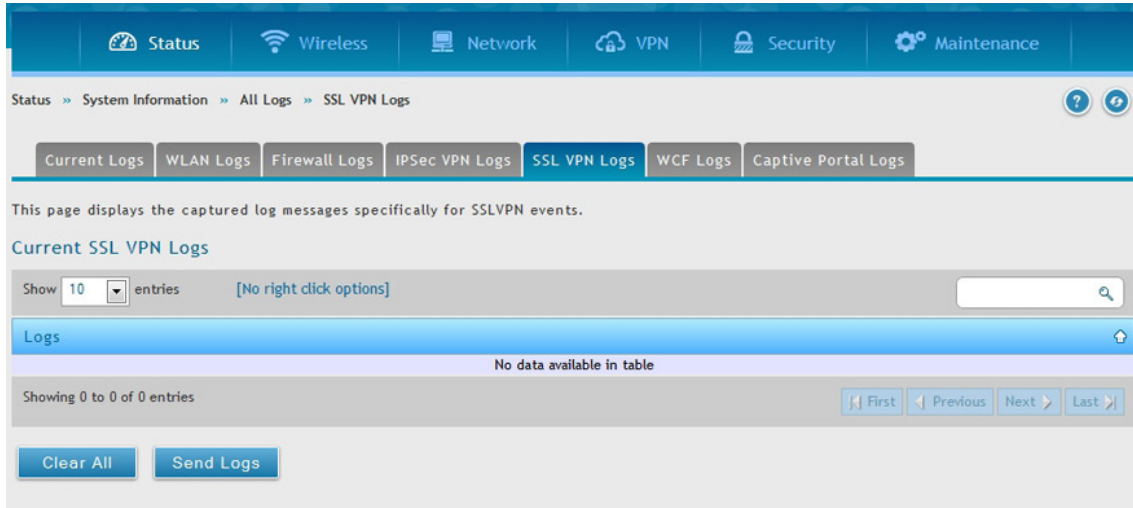 Status Wireless Network VPN Security Maintenance
Status » System Information » All Logs » SSL VPN Logs
Current Logs WLAN Logs Firewall Logs IPSec VPN Logs SSL VPN Logs WCF Logs Captive Portal Logs
This page displays the captured log messages specifically for SSLVPN events.
Current SSL VPN Logs
Show 10 entries [No right click options]
Logs
No data available in table
Showing 0 to 0 of 0 entries First Previous Next Last
Clear All Send Logs